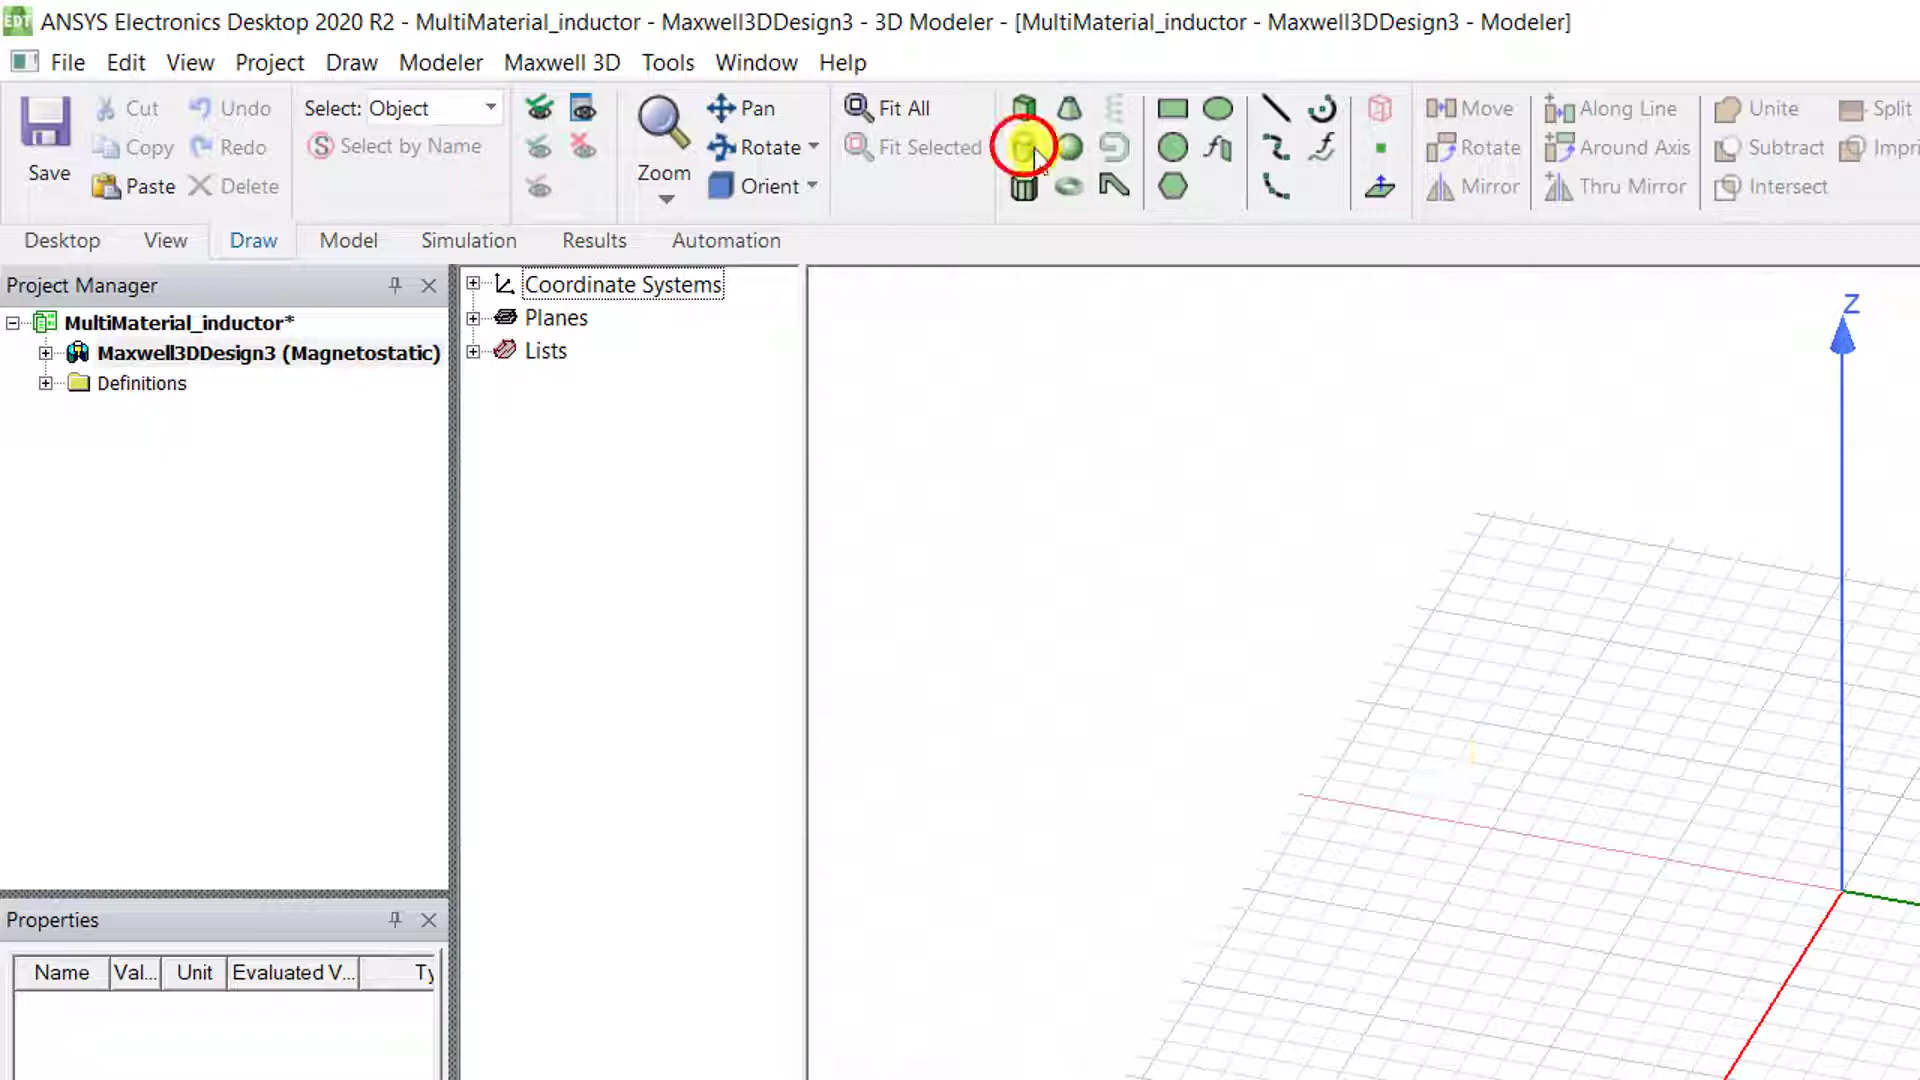 ANSYS Electronics Desktop 2020 R2 - MultiMaterial_inductor - Maxwell3DDesign3 - 3D Modeler - [MultiMaterial_inductor - Maxwell3DDesign3 - Modeler]
File Edit View Project Draw Modeler Maxwell 3D Tools Window Help
Cut Undo Select: Object Pan Fit All Move Along Line Unite Split
Save Copy Redo Select by Name Zoom Rotate Fit Selected Rotate Around Axis Subtract Impri
Paste Delete Orient Mirror Thru Mirror Intersect
Desktop View Draw Model Simulation Results Automation
Project Manager
MultiMaterial_inductor*
Maxwell3DDesign3 (Magnetostatic)
Definitions
Coordinate Systems
Planes
Lists
Z
Properties
Name Val... Unit Evaluated V... Ty